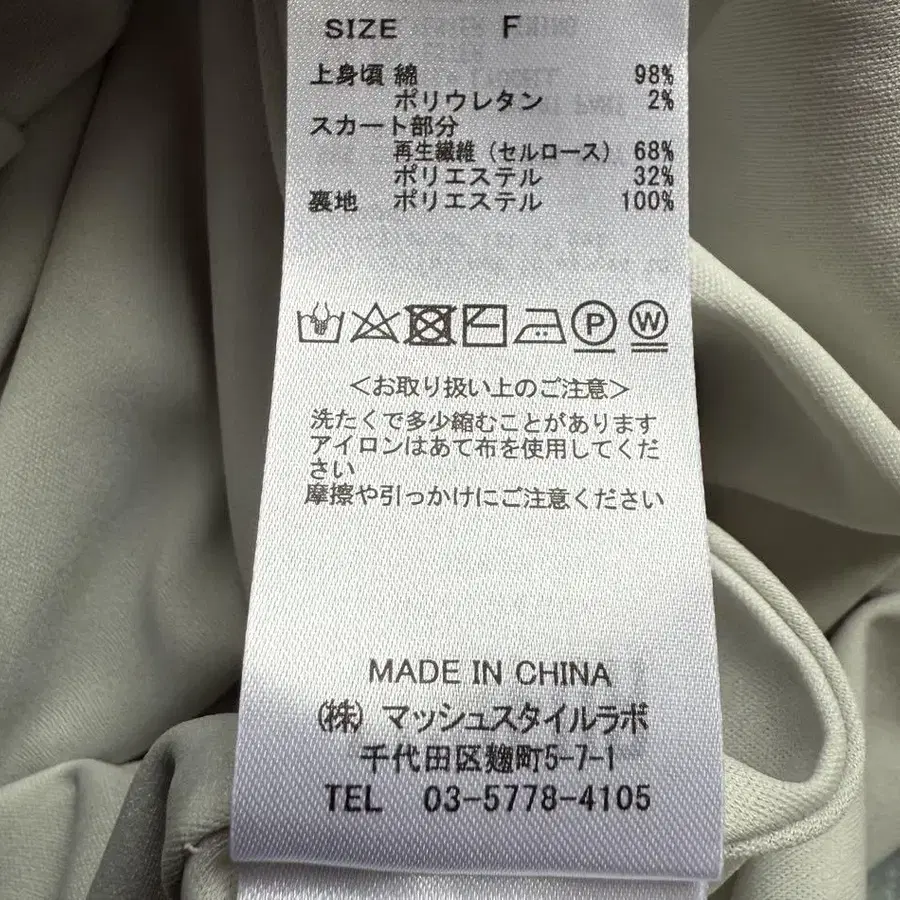 SIZE F
上身頃 綿 98%
ポリウレタン 2%
スカート部分
再生繊維（セルロース） 68%
ポリエステル 32%
裏地 ポリエステル 100%
P W
＜お取り扱い上のご注意＞
洗たくで多少縮むことがあります
アイロンはあて布を使用してくだ
さい
摩擦や引っかけにご注意ください
MADE IN CHINA
㈱ マッシュスタイルラボ
千代田区麹町5-7-1
TEL 03-5778-4105